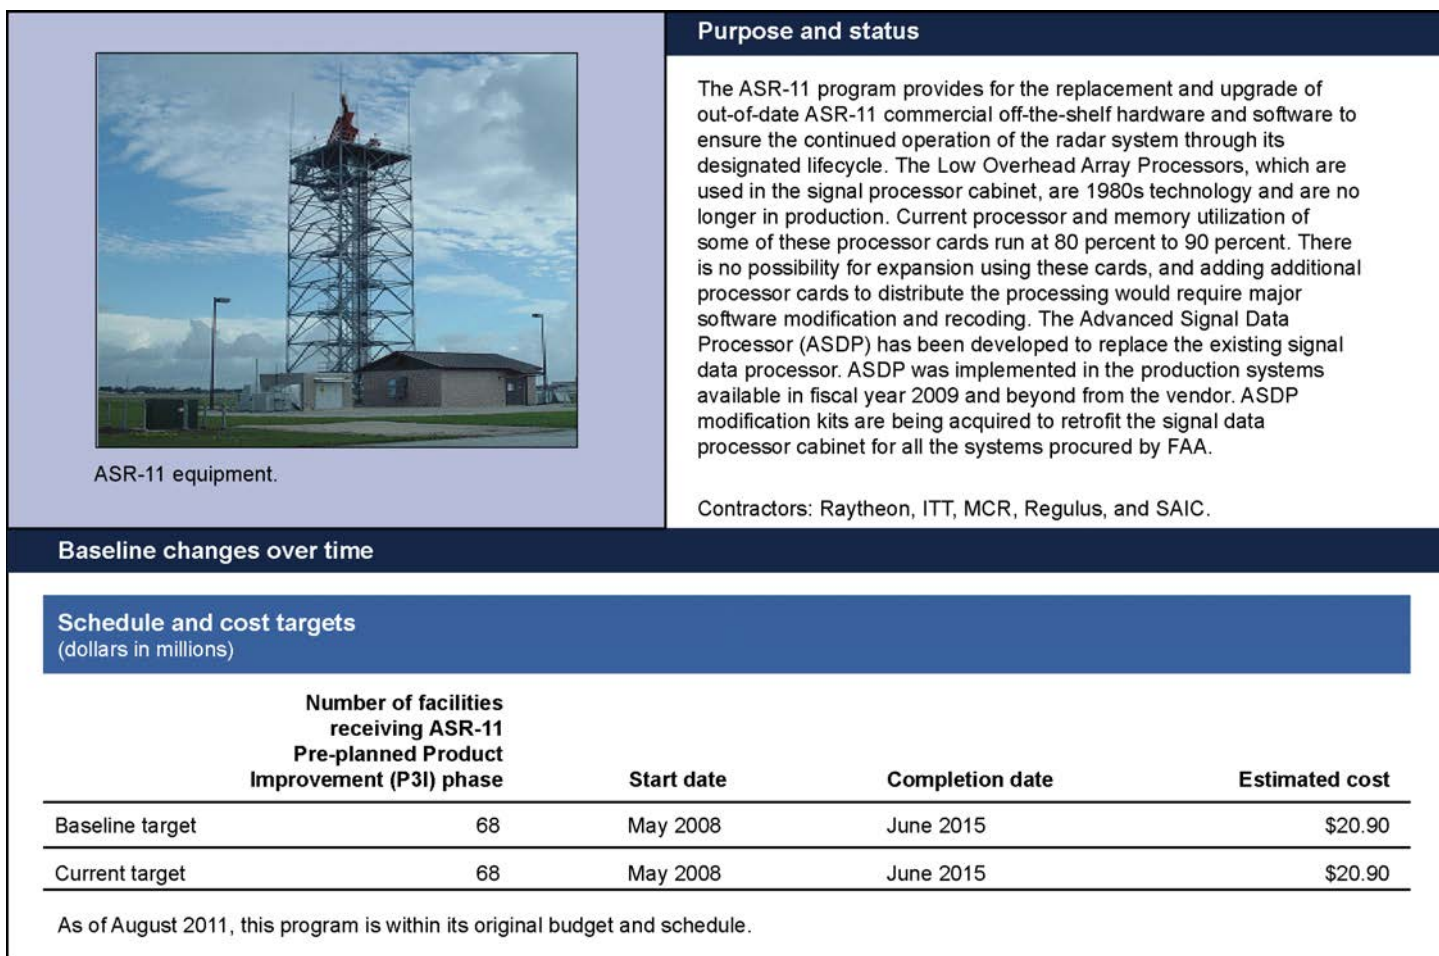 ASR-11 equipment.
Purpose and status
The ASR-11 program provides for the replacement and upgrade of
out-of-date ASR-11 commercial off-the-shelf hardware and software to
ensure the continued operation of the radar system through its
designated lifecycle. The Low Overhead Array Processors, which are
used in the signal processor cabinet, are 1980s technology and are no
longer in production. Current processor and memory utilization of
some of these processor cards run at 80 percent to 90 percent. There
is no possibility for expansion using these cards, and adding additional
processor cards to distribute the processing would require major
software modification and recoding. The Advanced Signal Data
Processor (ASDP) has been developed to replace the existing signal
data processor. ASDP was implemented in the production systems
available in fiscal year 2009 and beyond from the vendor. ASDP
modification kits are being acquired to retrofit the signal data
processor cabinet for all the systems procured by FAA.
Contractors: Raytheon, ITT, MCR, Regulus, and SAIC.
Baseline changes over time
Schedule and cost targets
(dollars in millions)
Number of facilities
receiving ASR-11
Pre-planned Product
Improvement (P3I) phase Start date Completion date Estimated cost
Baseline target 68 May 2008 June 2015 $20.90
Current target 68 May 2008 June 2015 $20.90
As of August 2011, this program is within its original budget and schedule.